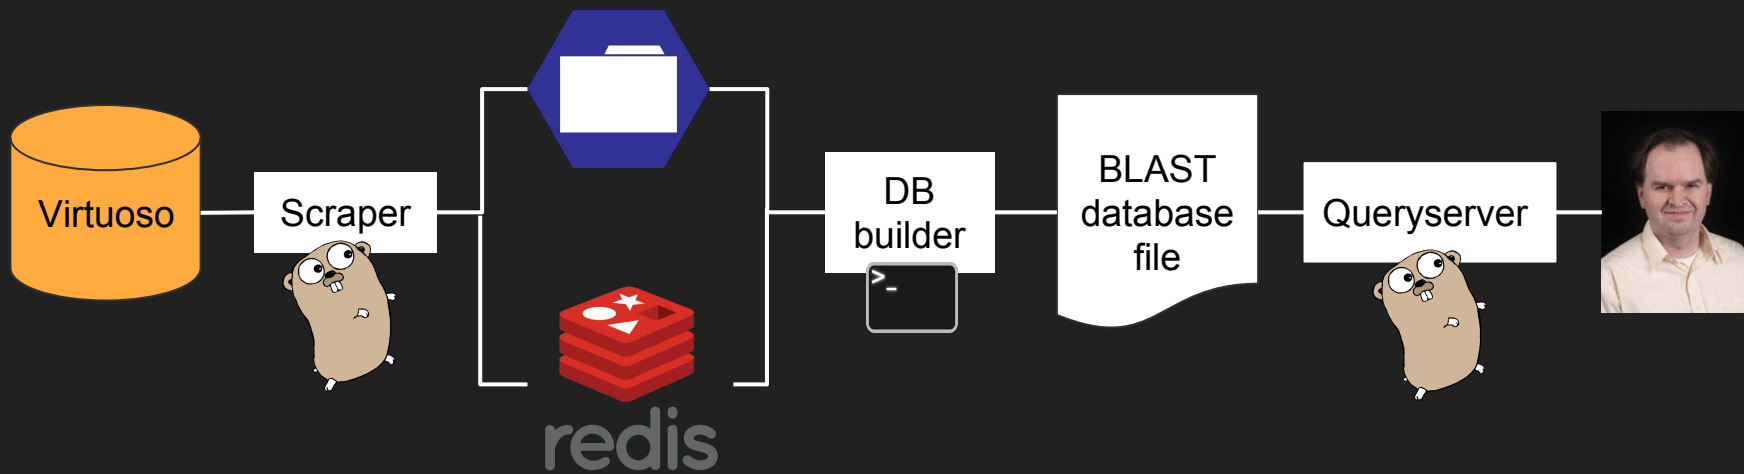 Virtuoso
Scraper
redis
DB
builder
>_
BLAST
database
file
Queryserver